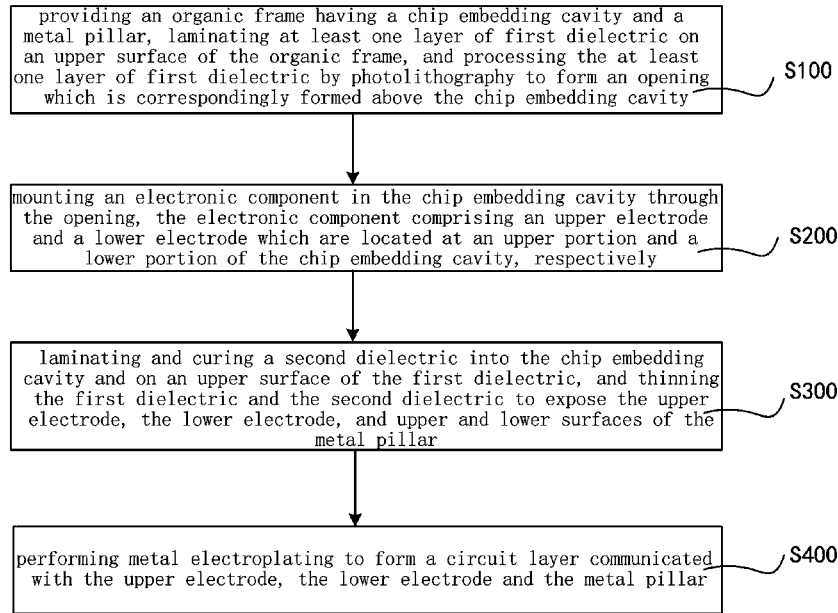 providing an organic frame having a chip embedding cavity and a
metal pillar, laminating at least one layer of first dielectric on
an upper surface of the organic frame, and processing the at least
one layer of first dielectric by photolithography to form an opening
which is correspondingly formed above the chip embedding cavity
S100
mounting an electronic component in the chip embedding cavity through
the opening, the electronic component comprising an upper electrode
and a lower electrode which are located at an upper portion and a
lower portion of the chip embedding cavity, respectively
S200
laminating and curing a second dielectric into the chip embedding
cavity and on an upper surface of the first dielectric, and thinning
the first dielectric and the second dielectric to expose the upper
electrode, the lower electrode, and upper and lower surfaces of the
metal pillar
S300
performing metal electroplating to form a circuit layer communicated
with the upper electrode, the lower electrode and the metal pillar
S400